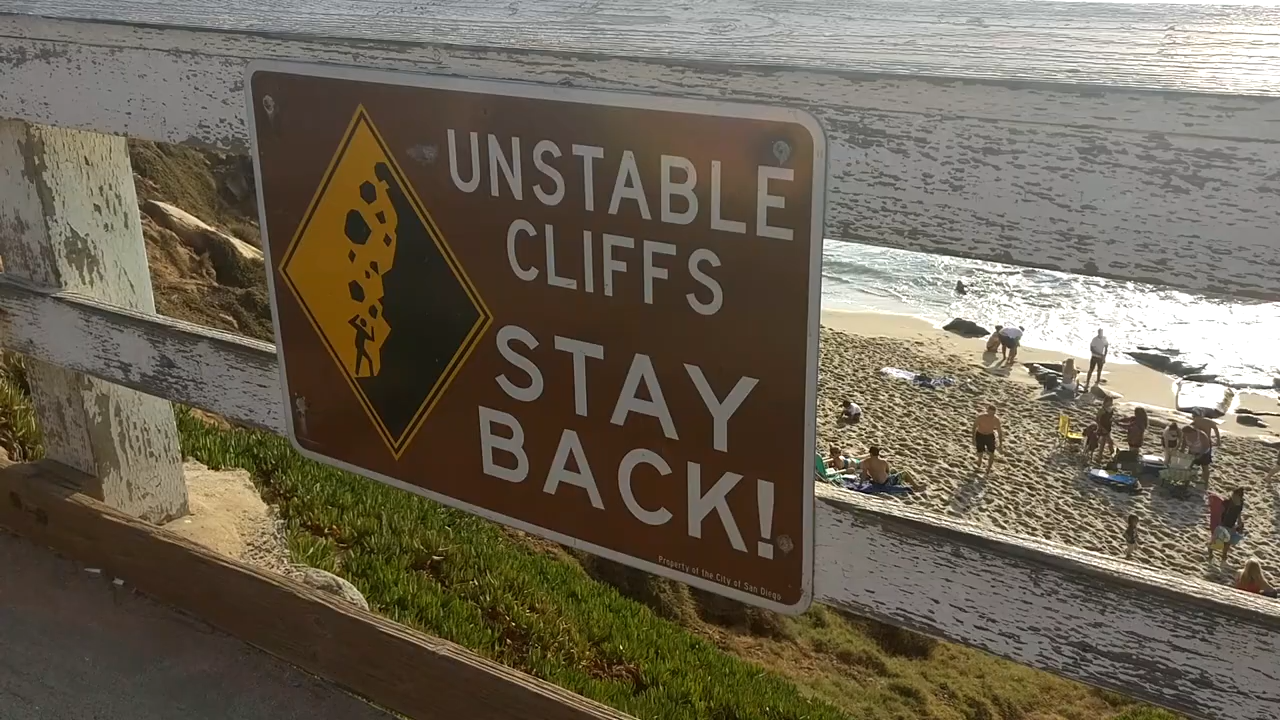 UNSTABLE
CLIFFS
STAY
BACK!
Property of the City of San Diego